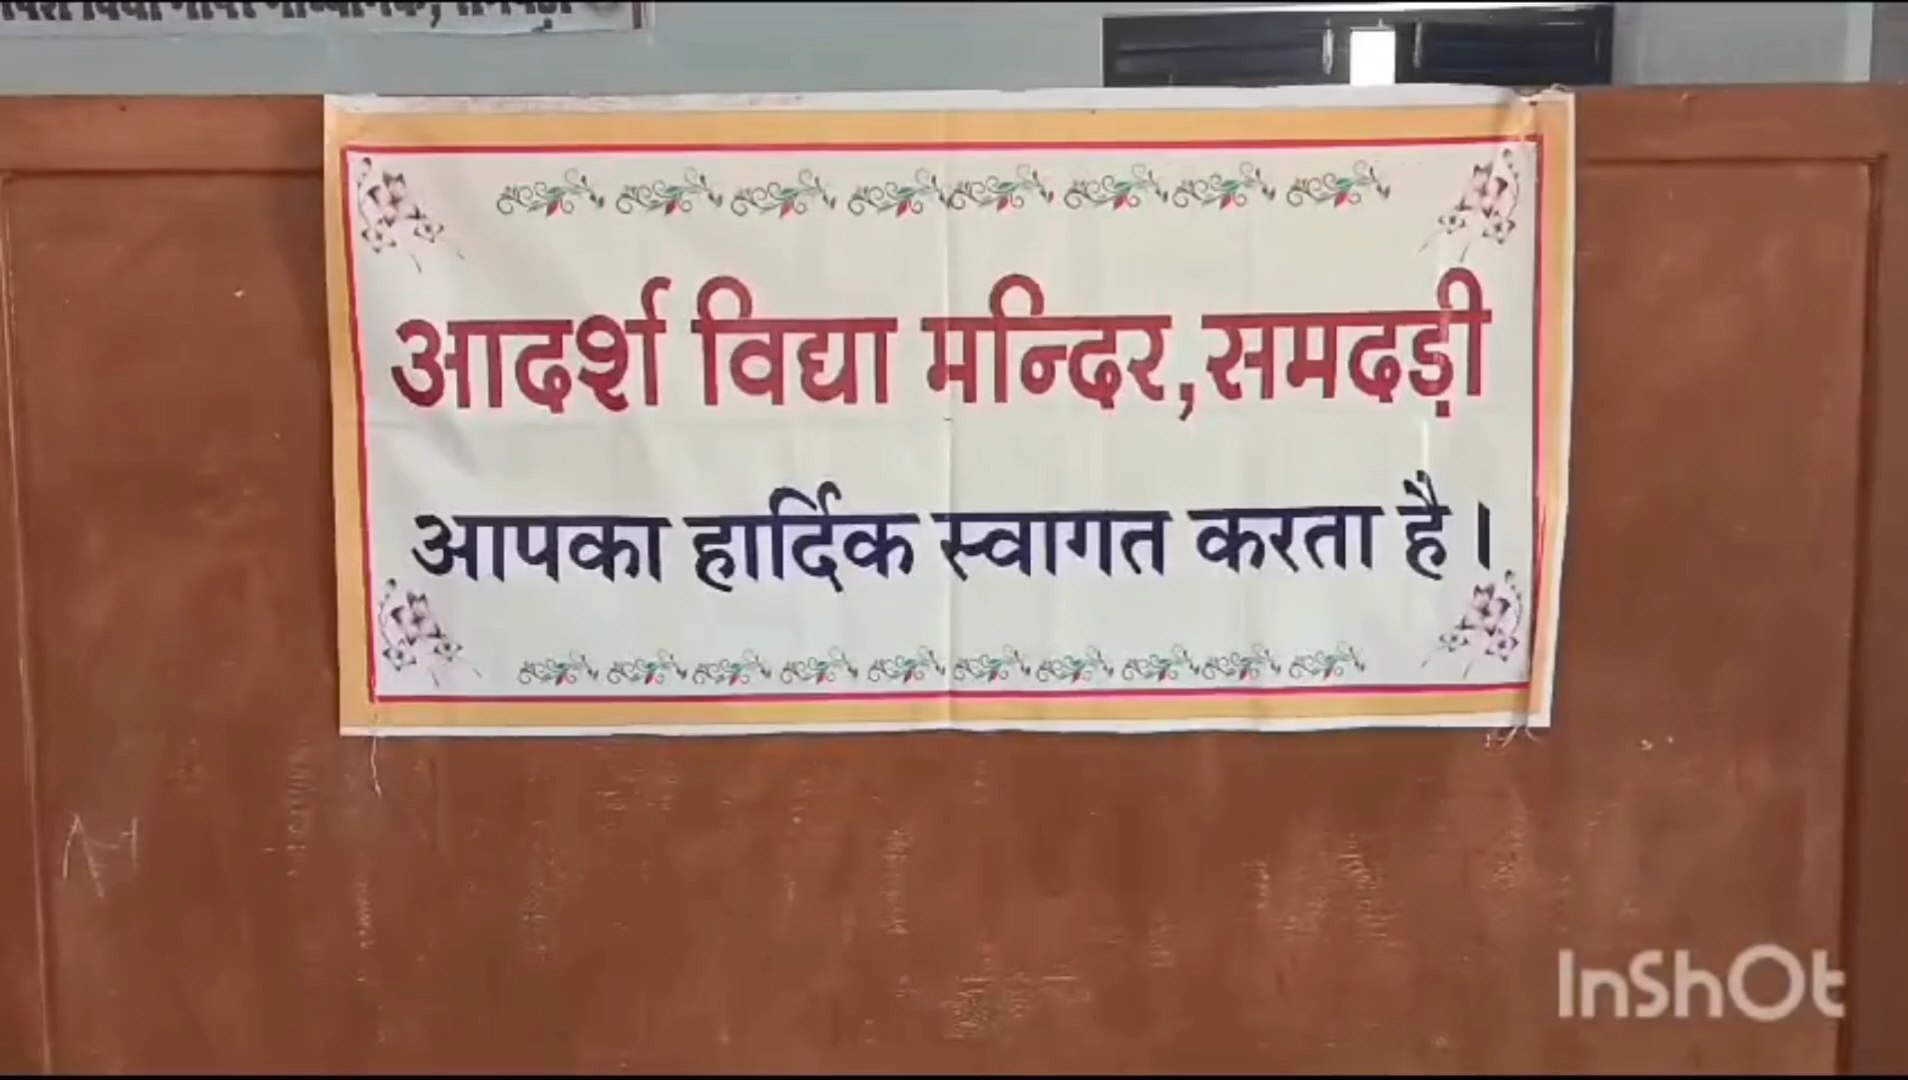 आदर्श विद्या मन्दिर,समदड़ी
आपका हार्दिक स्वागत करता है।
InShOt